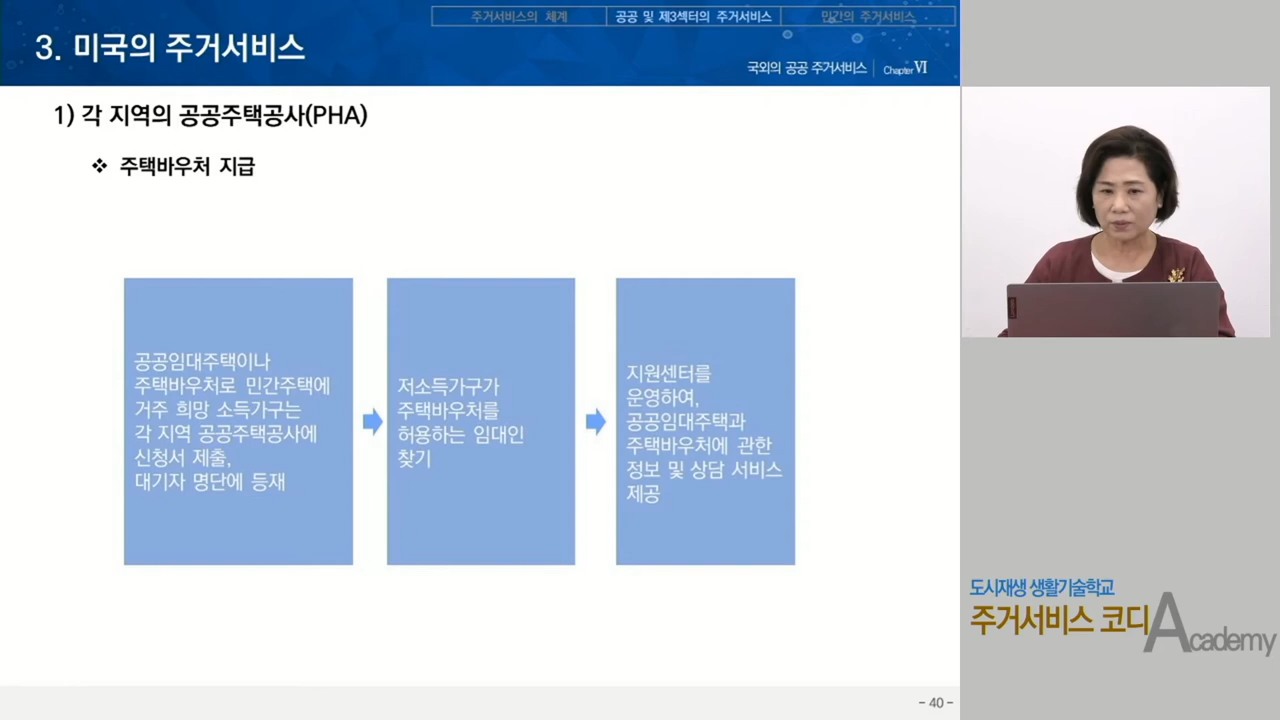 주거서비스의 체계
공공 및 제3섹터의 주거서비스
민간의 주거서비스
3. 미국의 주거서비스
국외의 공공 주거서비스
Chapter Ⅵ
1) 각 지역의 공공주택공사(PHA)
❖ 주택바우처 지급
공공임대주택이나
주택바우처로 민간주택에
거주 희망 소득가구는
각 지역 공공주택공사에
신청서 제출,
대기자 명단에 등재
저소득가구가
주택바우처를
허용하는 임대인
찾기
지원센터를
운영하여,
공공임대주택과
주택바우처에 관한
정보 및 상담 서비스
제공
도시재생 생활기술학교
주거서비스 코디
Academy
- 40 -